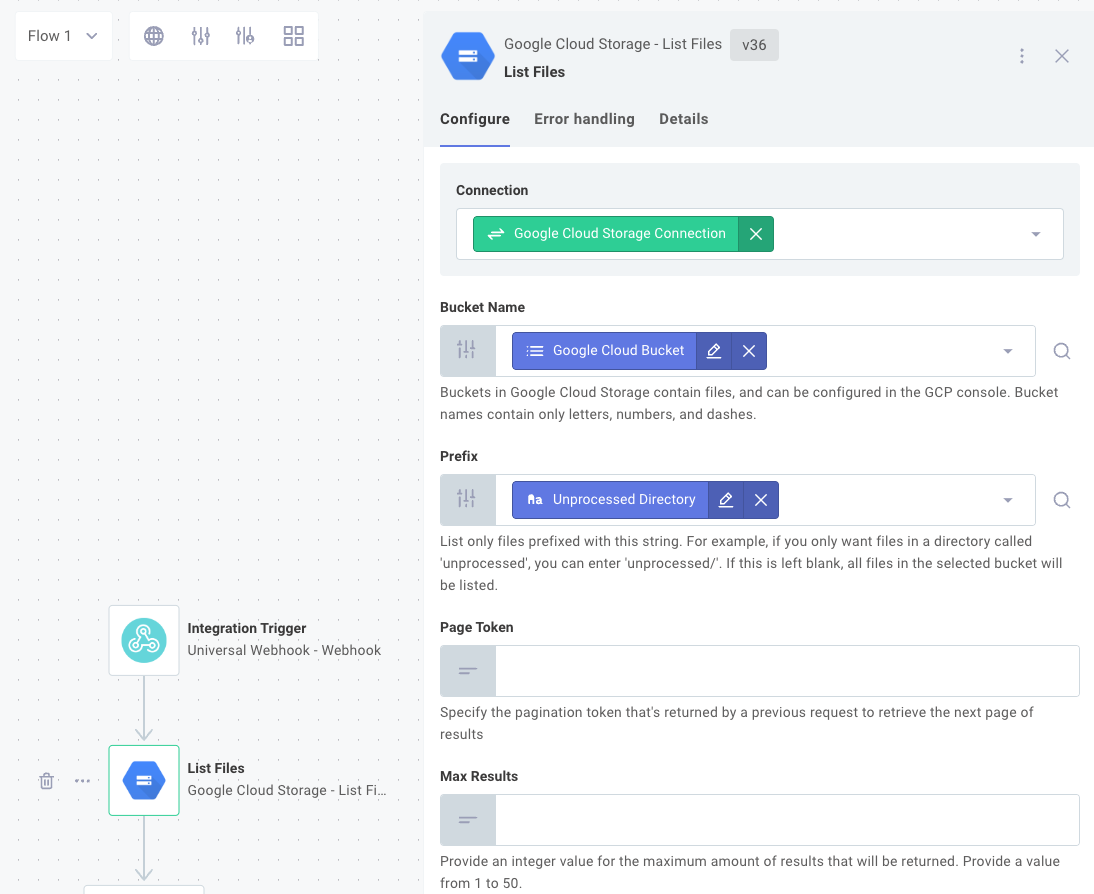 Flow 1
Google Cloud Storage - List Files
v36
List Files
Configure
Error handling
Details
Connection
Google Cloud Storage Connection
Bucket Name
Google Cloud Bucket
Buckets in Google Cloud Storage contain files, and can be configured in the GCP console. Bucket
names contain only letters, numbers, and dashes.
Prefix
Unprocessed Directory
List only files prefixed with this string. For example, if you only want files in a directory called
'unprocessed', you can enter 'unprocessed/'. If this is left blank, all files in the selected bucket will
be listed.
Page Token
Specify the pagination token that's returned by a previous request to retrieve the next page of
results
Max Results
Provide an integer value for the maximum amount of results that will be returned. Provide a value
from 1 to 50.
Integration Trigger
Universal Webhook - Webhook
List Files
Google Cloud Storage - List Fi...